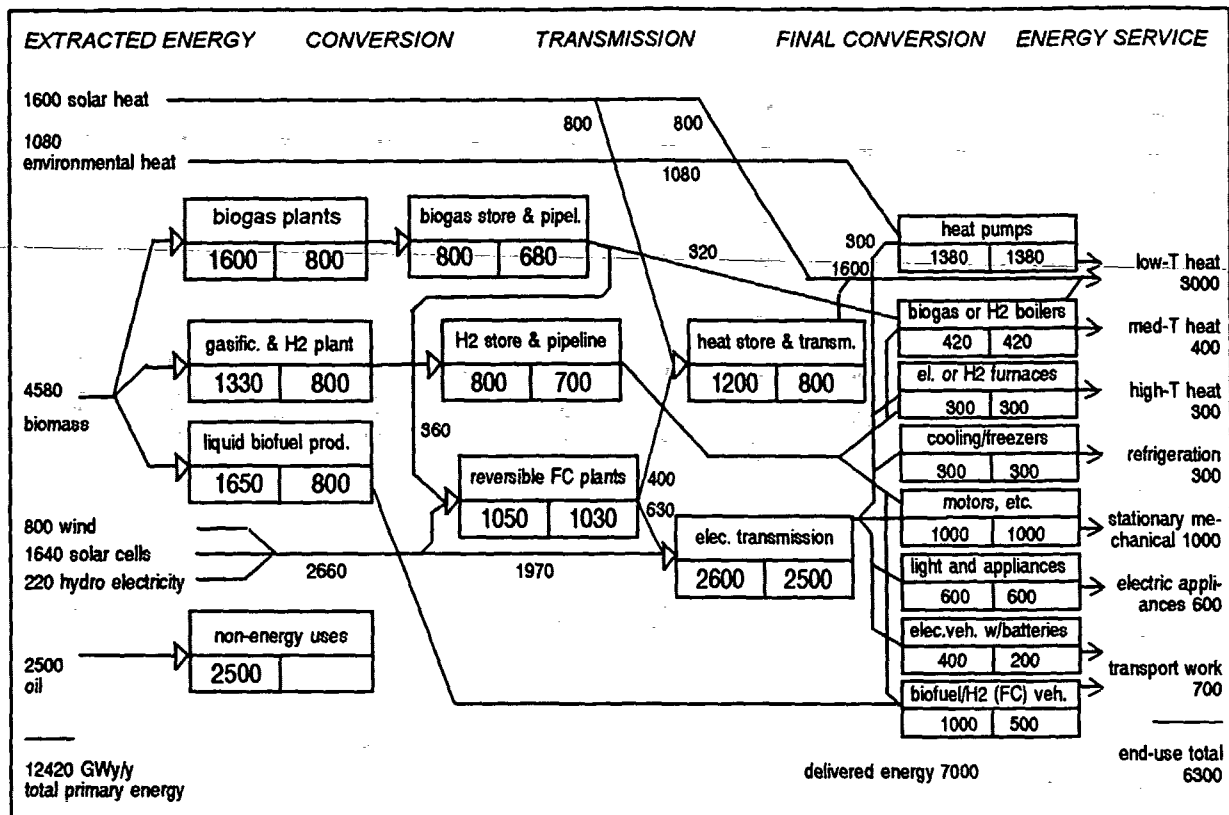 EXTRACTED ENERGY CONVERSION TRANSMISSION FINAL CONVERSION ENERGY SERVICE
1600 solar heat
800
800
1080
environmental heat
1080
biogas plants
1600 800
biogas store & pipel.
800 680
320
300
1600
heat pumps
1380 1380
low-T heat
3000
biogas or H2 boilers
420 420
med-T heat
400
gasific. & H2 plant
1330 800
H2 store & pipeline
800 700
heat store & transm.
1200 800
el. or H2 furnaces
300 300
high-T heat
300
4580
biomass
360
liquid biofuel prod.
1650 800
reversible FC plants
1050 1030
400
630
cooling/freezers
300 300
refrigeration
300
motors, etc.
1000 1000
stationary me-
chanical 1000
800 wind
1640 solar cells
220 hydro electricity
2660
1970
elec. transmission
2600 2500
light and appliances
600 600
electric appli-
ances 600
non-energy uses
2500
2500
oil
elec.veh. w/batteries
400 200
transport work
700
biofuel/H2 (FC) veh.
1000 500
12420 GWy/y
total primary energy
delivered energy 7000
end-use total
6300